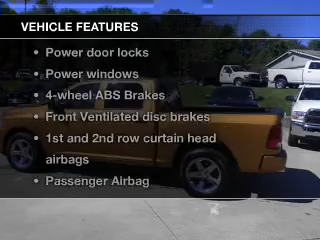 VEHICLE FEATURES
• Power door locks
• Power windows
• 4-wheel ABS Brakes
• Front Ventilated disc brakes
• 1st and 2nd row curtain head
airbags
• Passenger Airbag